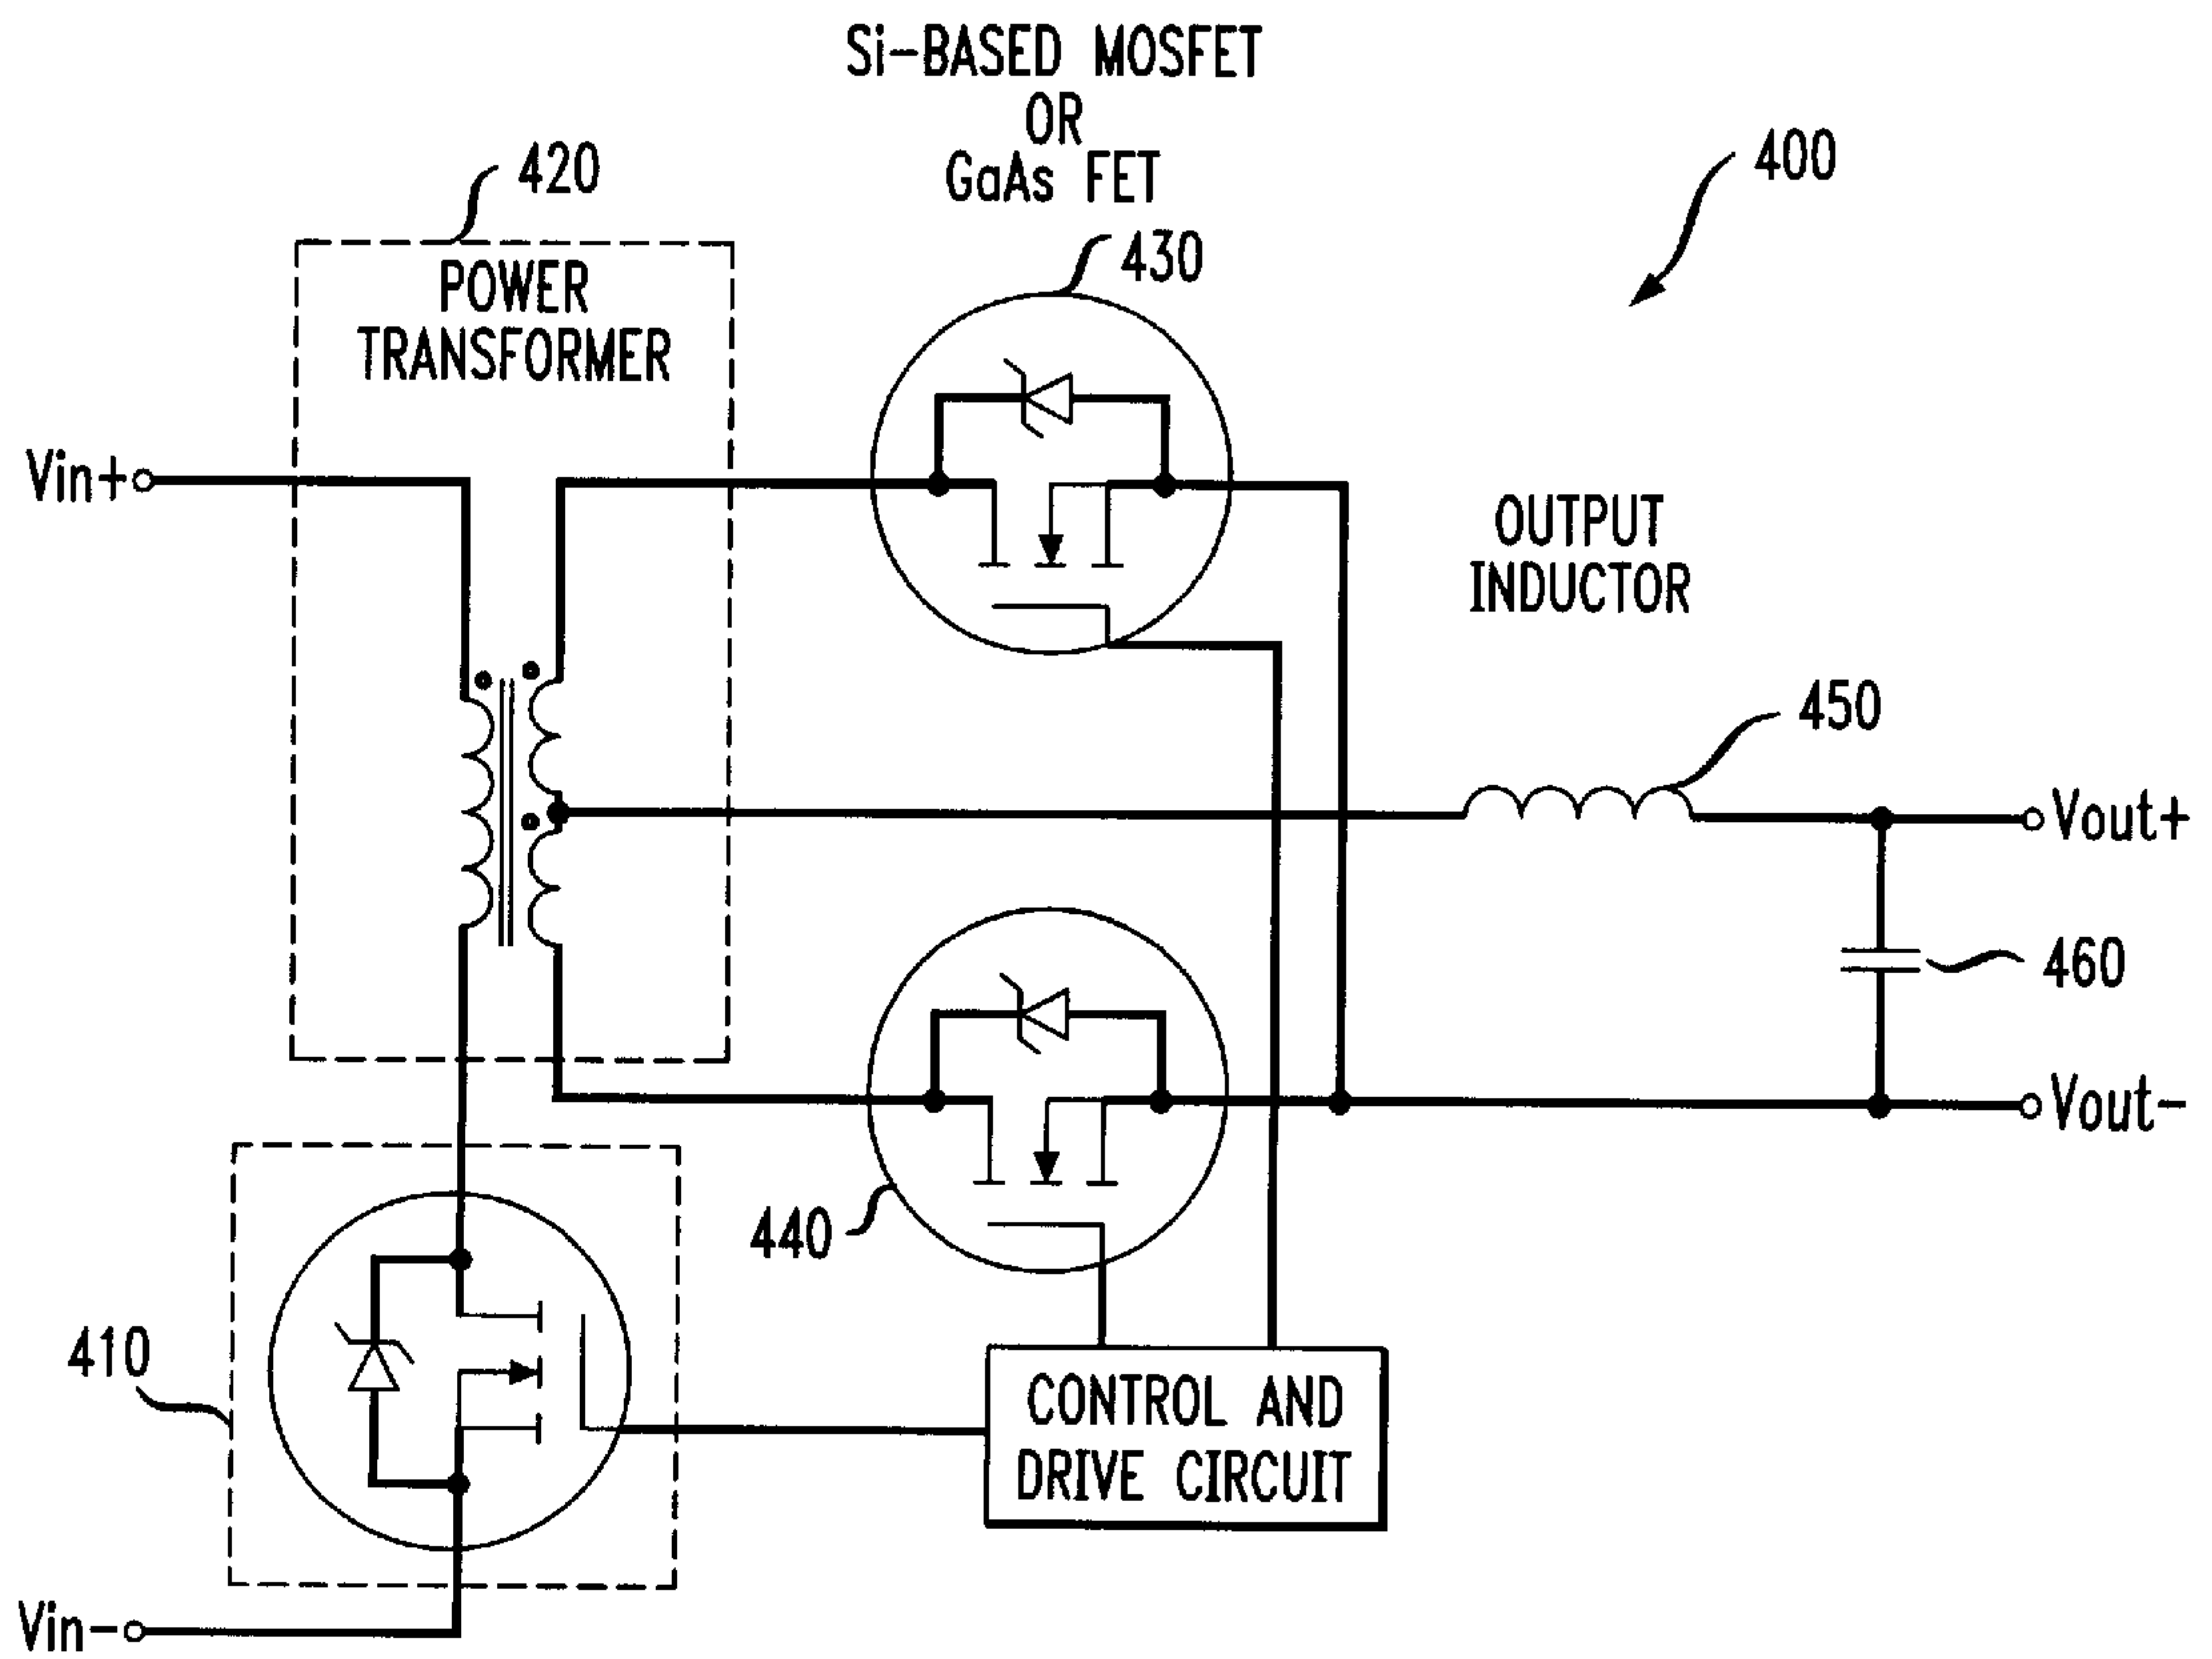 Si-BASED MOSFET
OR
GaAs FET
400
420
430
POWER
TRANSFORMER
Vin+
OUTPUT
INDUCTOR
450
Vout+
460
Vout-
440
410
CONTROL AND
DRIVE CIRCUIT
Vin-